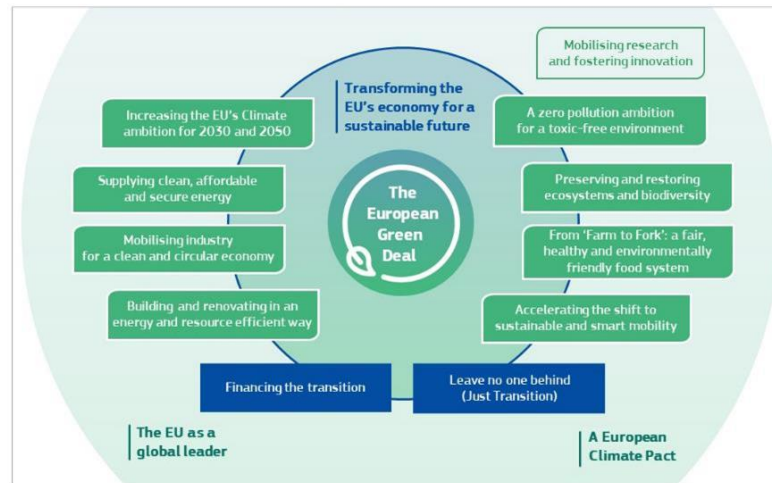 Mobilising research
and fostering innovation
Transforming the
EU's economy for a
sustainable future
Increasing the EU's Climate
ambition for 2030 and 2050
A zero pollution ambition
for a toxic-free environment
Supplying clean, affordable
and secure energy
Preserving and restoring
ecosystems and biodiversity
The
European
Green
Deal
Mobilising industry
for a clean and circular economy
From 'Farm to Fork': a fair,
healthy and environmentally
friendly food system
Building and renovating in an
energy and resource efficient way
Accelerating the shift to
sustainable and smart mobility
Financing the transition
Leave no one behind
(Just Transition)
The EU as a
global leader
A European
Climate Pact